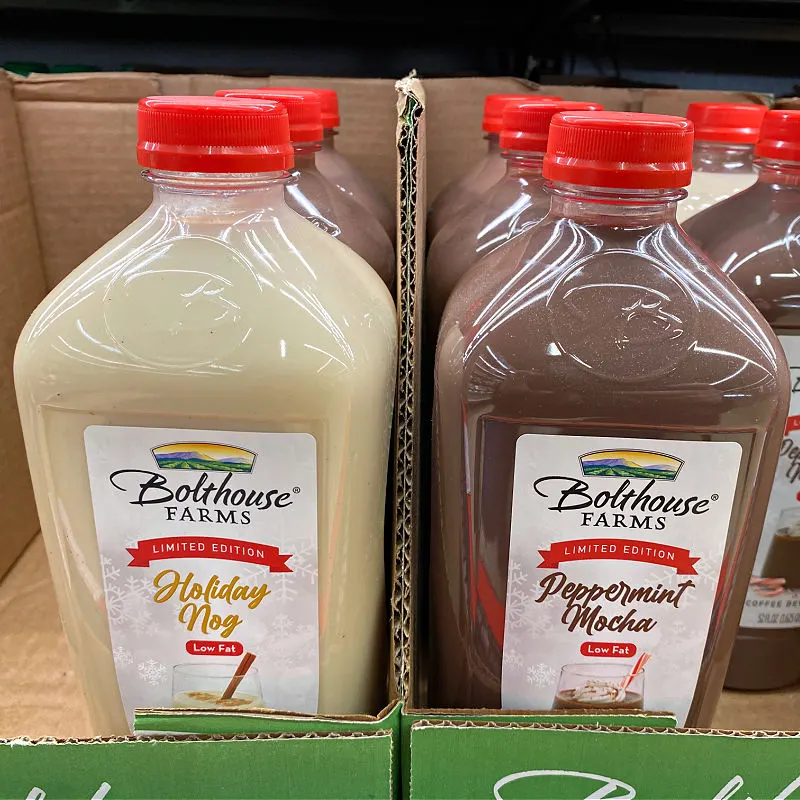 Bolthouse®
FARMS
LIMITED EDITION
Holiday
Nog
Low Fat
Bolthouse®
FARMS
LIMITED EDITION
Peppermint
Mocha
Low Fat